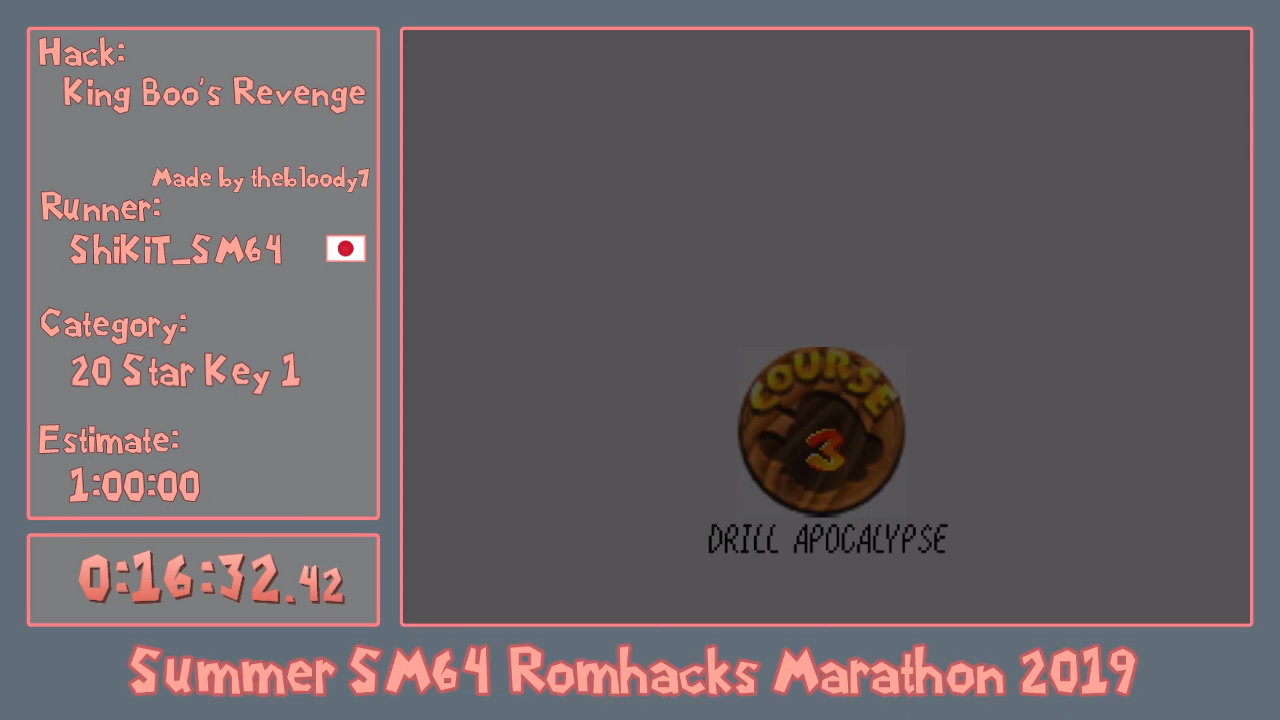 Hack:
King Boo's Revenge
Made by thebloody7
Runner:
ShiKiT_SM64
Category:
20 Star Key 1
Estimate:
1:00:00
0:16:32.42
COURSE
3
DRILL APOCALYPSE
Summer SM64 Romhacks Marathon 2019